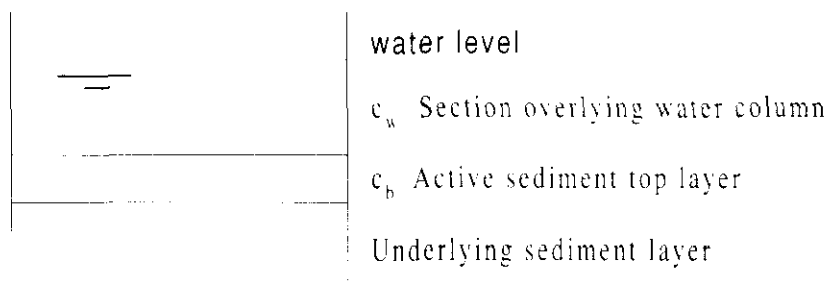 water level
c_w Section overlying water column
c_b Active sediment top layer
Underlying sediment layer